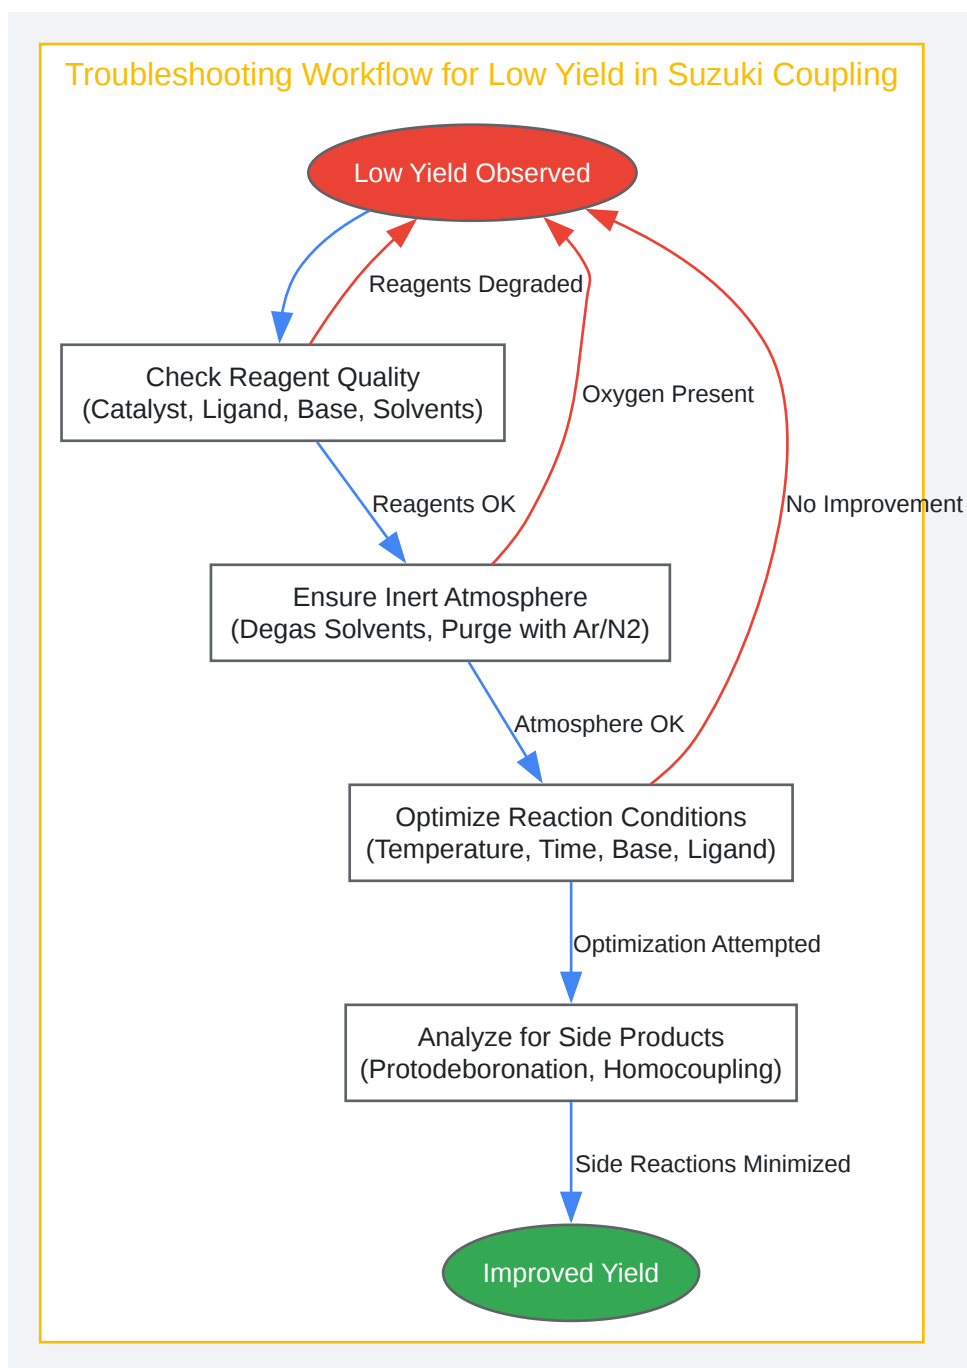 Troubleshooting Workflow for Low Yield in Suzuki Coupling
Low Yield Observed
Reagents Degraded
Check Reagent Quality
(Catalyst, Ligand, Base, Solvents)
Oxygen Present
Reagents OK
No Improvement
Ensure Inert Atmosphere
(Degas Solvents, Purge with Ar/N2)
Atmosphere OK
Optimize Reaction Conditions
(Temperature, Time, Base, Ligand)
Optimization Attempted
Analyze for Side Products
(Protodeboronation, Homocoupling)
Side Reactions Minimized
Improved Yield